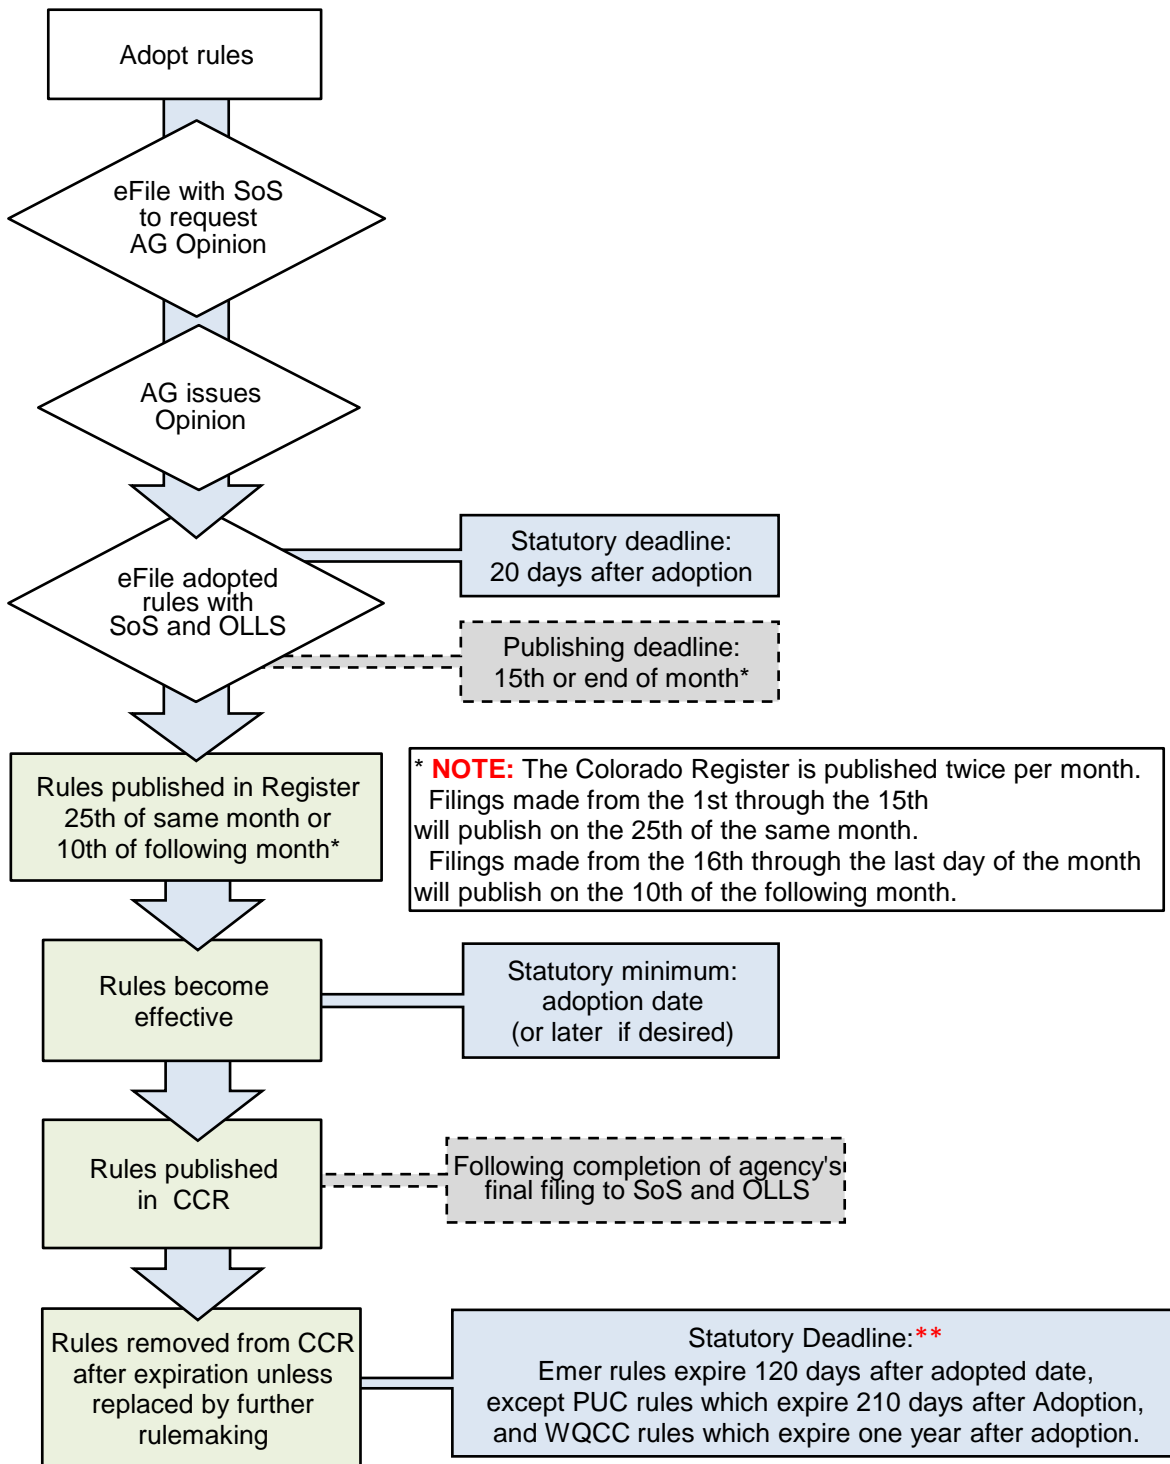 Adopt rules
eFile with SoS
to request
AG Opinion
AG issues
Opinion
eFile adopted
rules with
SoS and OLLS
Statutory deadline:
20 days after adoption
Publishing deadline:
15th or end of month*
Rules published in Register
25th of same month or
10th of following month*
* NOTE: The Colorado Register is published twice per month.
Filings made from the 1st through the 15th
will publish on the 25th of the same month.
Filings made from the 16th through the last day of the month
will publish on the 10th of the following month.
Rules become
effective
Statutory minimum:
adoption date
(or later if desired)
Rules published
in CCR
Following completion of agency's
final filing to SoS and OLLS
Rules removed from CCR
after expiration unless
replaced by further
rulemaking
Statutory Deadline:**
Emer rules expire 120 days after adopted date,
except PUC rules which expire 210 days after Adoption,
and WQCC rules which expire one year after adoption.